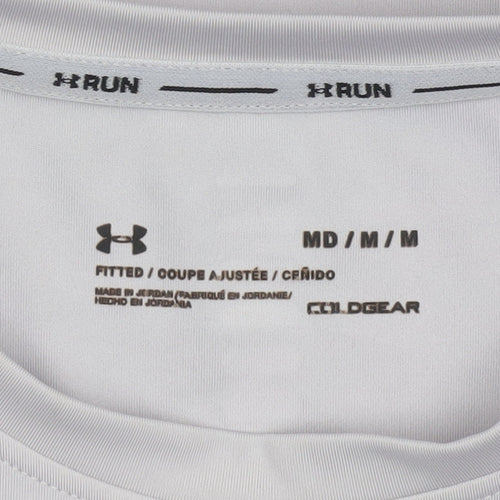 RUN RUN
MD / M / M
FITTED / COUPE AJUSTÉE / CEÑIDO
MADE IN JORDAN / FABRIQUÉ EN JORDANIE /
HECHO EN JORDANIA
COLDGEAR